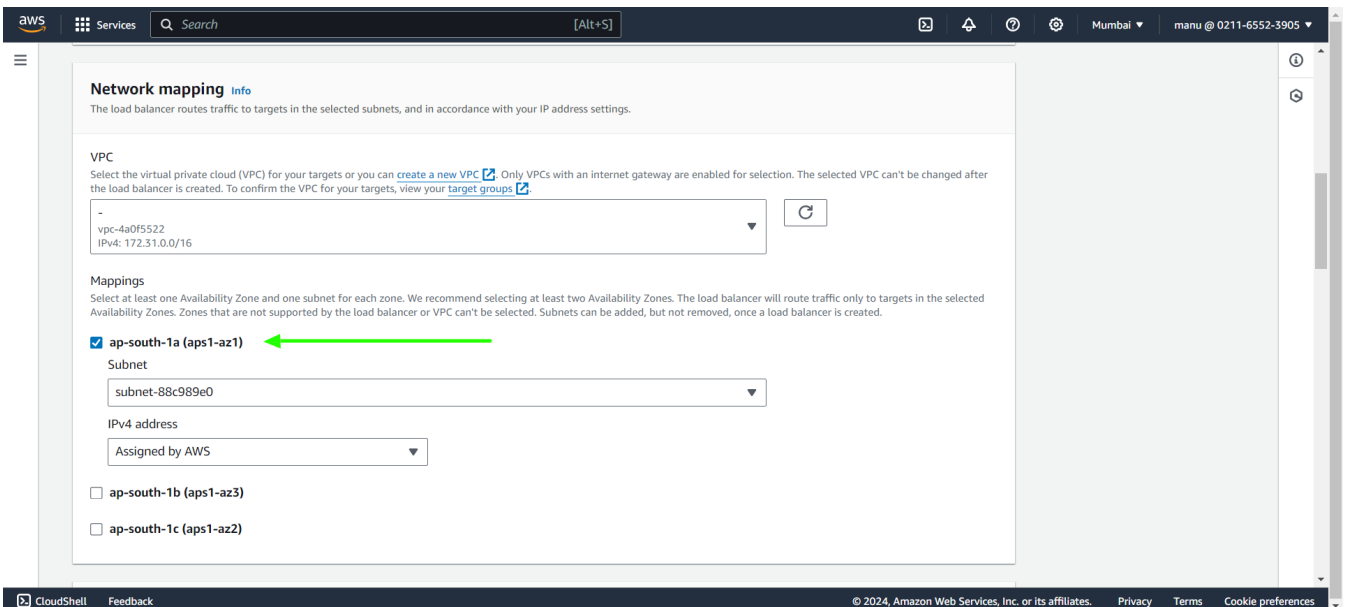 aws
Services
Search
[Alt+S]
Mumbai
manu @ 0211-6552-3905
Network mapping Info
The load balancer routes traffic to targets in the selected subnets, and in accordance with your IP address settings.
VPC
Select the virtual private cloud (VPC) for your targets or you can create a new VPC. Only VPCs with an internet gateway are enabled for selection. The selected VPC can't be changed after
the load balancer is created. To confirm the VPC for your targets, view your target groups.
-
vpc-4a0f5522
IPv4: 172.31.0.0/16
Mappings
Select at least one Availability Zone and one subnet for each zone. We recommend selecting at least two Availability Zones. The load balancer will route traffic only to targets in the selected
Availability Zones. Zones that are not supported by the load balancer or VPC can't be selected. Subnets can be added, but not removed, once a load balancer is created.
ap-south-1a (aps1-az1)
Subnet
subnet-88c989e0
IPv4 address
Assigned by AWS
ap-south-1b (aps1-az3)
ap-south-1c (aps1-az2)
CloudShell
Feedback
© 2024, Amazon Web Services, Inc. or its affiliates.
Privacy
Terms
Cookie preferences